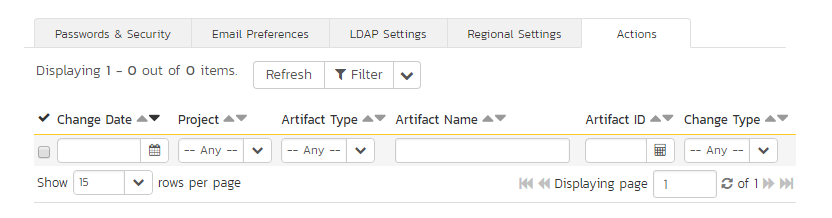 Passwords & Security Email Preferences LDAP Settings Regional Settings Actions
Displaying 1 - 0 out of 0 items. Refresh Filter
Change Date Project Artifact Type Artifact Name Artifact ID Change Type
-- Any -- -- Any -- -- Any --
Show 15 rows per page Displaying page 1 of 1